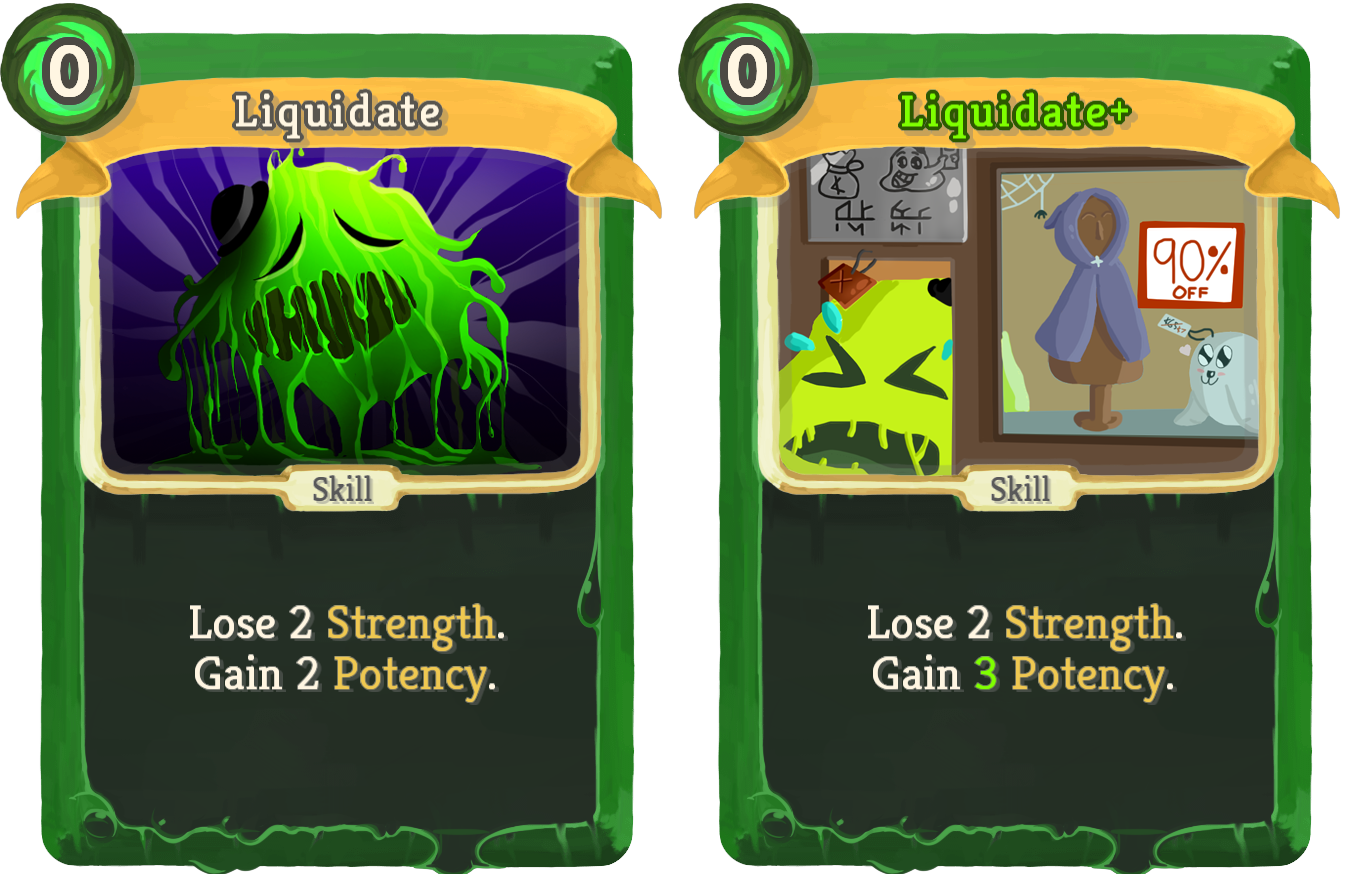 0
Liquidate
Skill
Lose 2 Strength.
Gain 2 Potency.
0
Liquidate+
90%
OFF
Skill
Lose 2 Strength.
Gain 3 Potency.